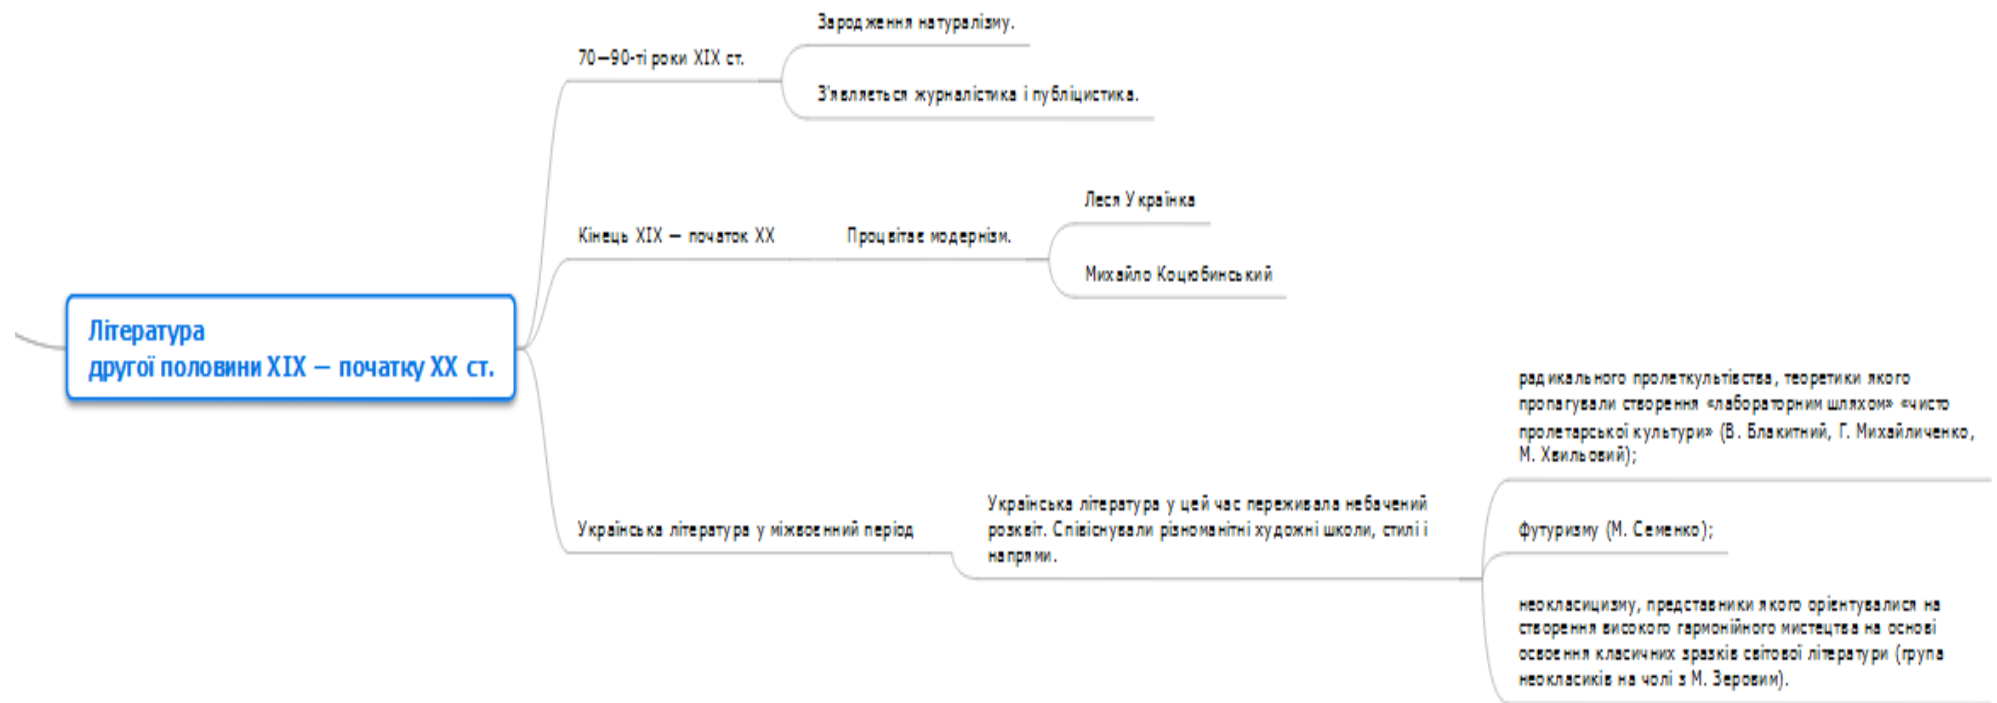 Зародження натуралізму.
70—90-ті роки XIX ст.
З'являється журналістика і публіцистика.
Леся Українка
Кінець XIX — початок XX
Процвітає модернізм.
Михайло Коцюбинський
Література
другої половини XIX — початку XX ст.
радикального пролеткультівства, теоретики якого
пропагували створення «лабораторним шляхом» «чисто
пролетарської культури» (В. Блакитний, Г. Михайличенко,
М. Хвильовий);
Українська література у міжвоєнний період
Українська література у цей час переживала небачений
розквіт. Співіснували різноманітні художні школи, стилі і
напрями.
футуризму (М. Семенко);
неокласицизму, представники якого орієнтувалися на
створення високого гармонійного мистецтва на основі
освоєння класичних зразків світової літератури (група
неокласиків на чолі з М. Зеровим).